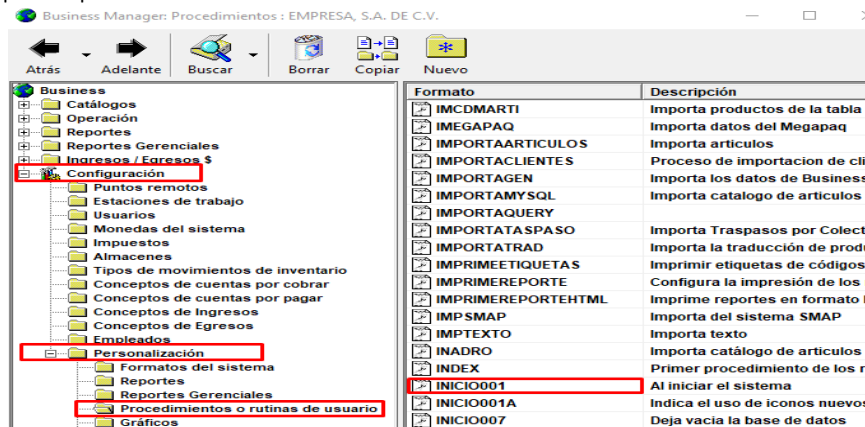 Business Manager: Procedimientos : EMPRESA, S.A. DE C.V.
Atrás Adelante Buscar Borrar Copiar Nuevo
Business
Catálogos
Operación
Reportes
Reportes Gerenciales
Ingresos / Egresos $
Configuración
Puntos remotos
Estaciones de trabajo
Usuarios
Monedas del sistema
Impuestos
Almacenes
Tipos de movimientos de inventario
Conceptos de cuentas por cobrar
Conceptos de cuentas por pagar
Conceptos de Ingresos
Conceptos de Egresos
Empleados
Personalización
Formatos del sistema
Reportes
Reportes Gerenciales
Procedimientos o rutinas de usuario
Gráficos
Formato Descripción
IMCDMARTI Importa productos de la tabla
IMEGAPAQ Importa datos del Megapaq
IMPORTAARTICULOS Importa articulos
IMPORTACLIENTES Proceso de importacion de cli
IMPORTAGEN Importa los datos de Business
IMPORTAMYSQL Importa catalogo de articulos
IMPORTAQUERY
IMPORTATASPASO Importa Traspasos por Colect
IMPORTATRAD Importa la traducción de prod
IMPRIMEETIQUETAS Imprimir etiquetas de códigos
IMPRIMEREPORTE Configura la impresión de los
IMPRIMEREPORTEHTML Imprime reportes en formato
IMPSMAP Importa del sistema SMAP
IMPTEXTO Importa texto
INADRO Importa catálogo de articulos
INDEX Primer procedimiento de los
INICIO001 Al iniciar el sistema
INICIO001A Indica el uso de iconos nuevos
INICIO007 Deja vacia la base de datos